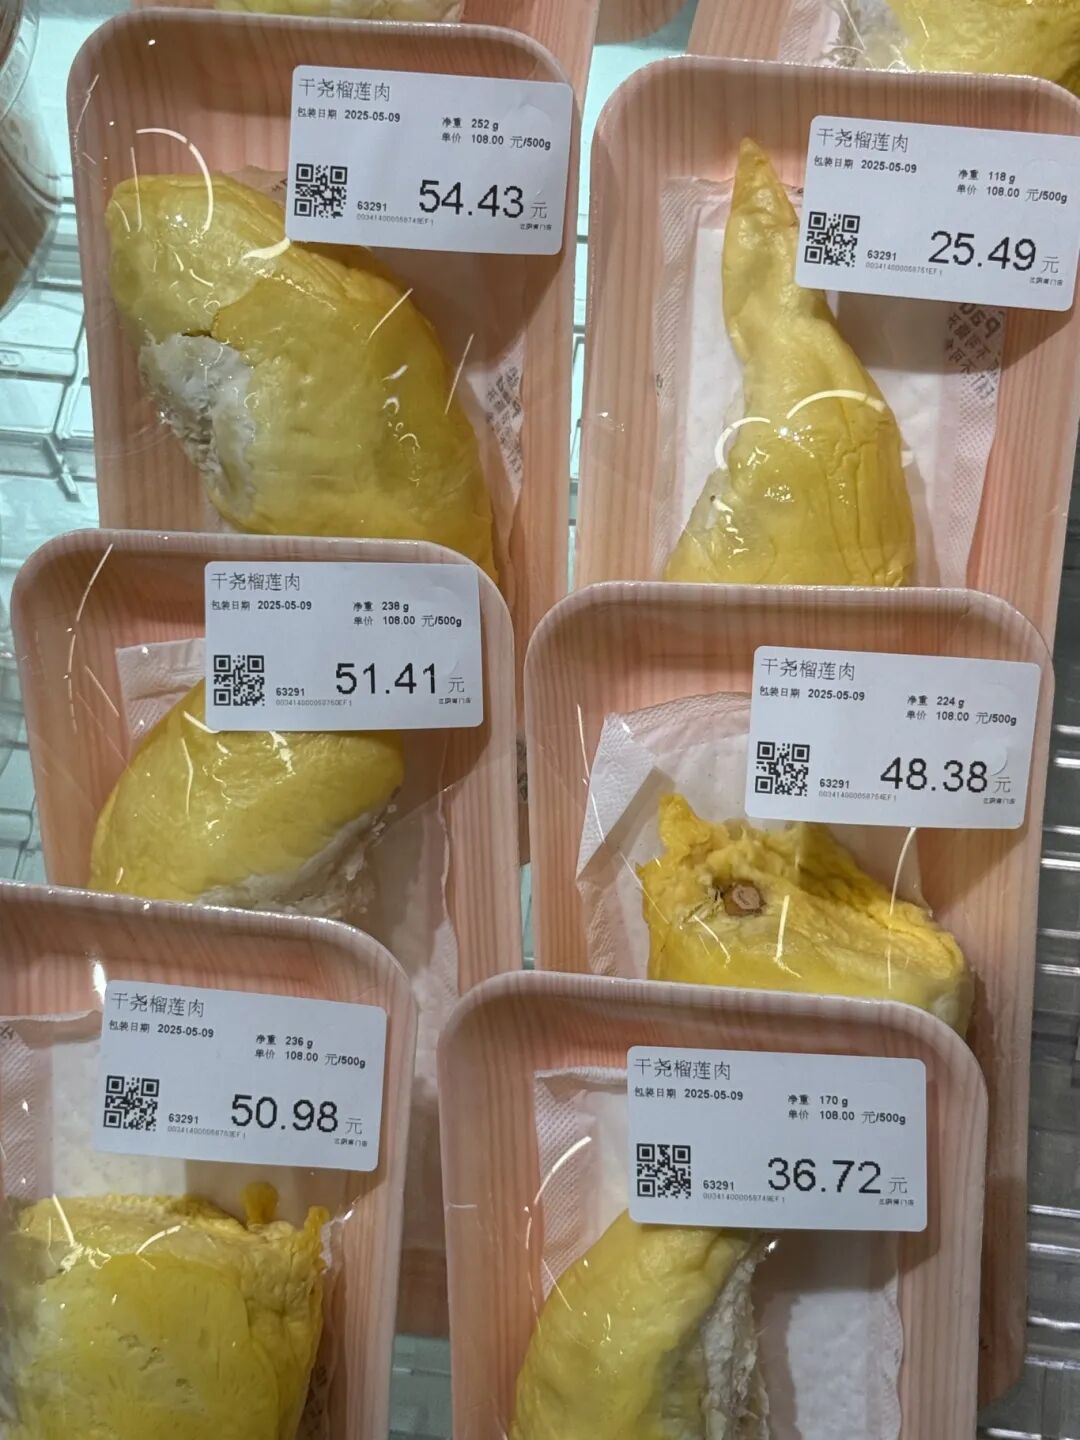 干尧榴莲肉
包装日期 2025-05-09
净重 252 g
单价 108.00 元/500g
63291
54.43 元
干尧榴莲肉
包装日期 2025-05-09
净重 118 g
单价 108.00 元/500g
63291
25.49 元
干尧榴莲肉
包装日期 2025-05-09
净重 238 g
单价 108.00 元/500g
63291
51.41 元
干尧榴莲肉
包装日期 2025-05-09
净重 224 g
单价 108.00 元/500g
63291
48.38 元
干尧榴莲肉
包装日期 2025-05-09
净重 236 g
单价 108.00 元/500g
63291
50.98 元
干尧榴莲肉
包装日期 2025-05-09
净重 170 g
单价 108.00 元/500g
63291
36.72 元